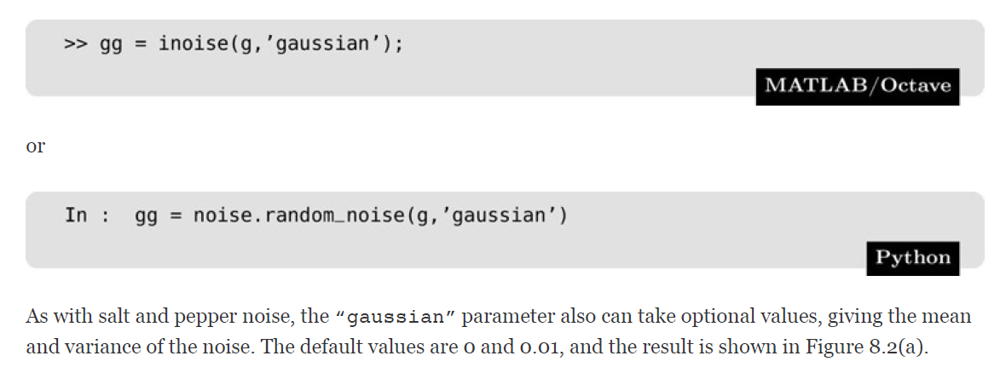 >> gg = inoise(g,’gaussian’);
MATLAB/Octave
or
In :  gg = noise.random_noise(g,’gaussian’)
Python
As with salt and pepper noise, the “gaussian” parameter also can take optional values, giving the mean
and variance of the noise. The default values are 0 and 0.01, and the result is shown in Figure 8.2(a).